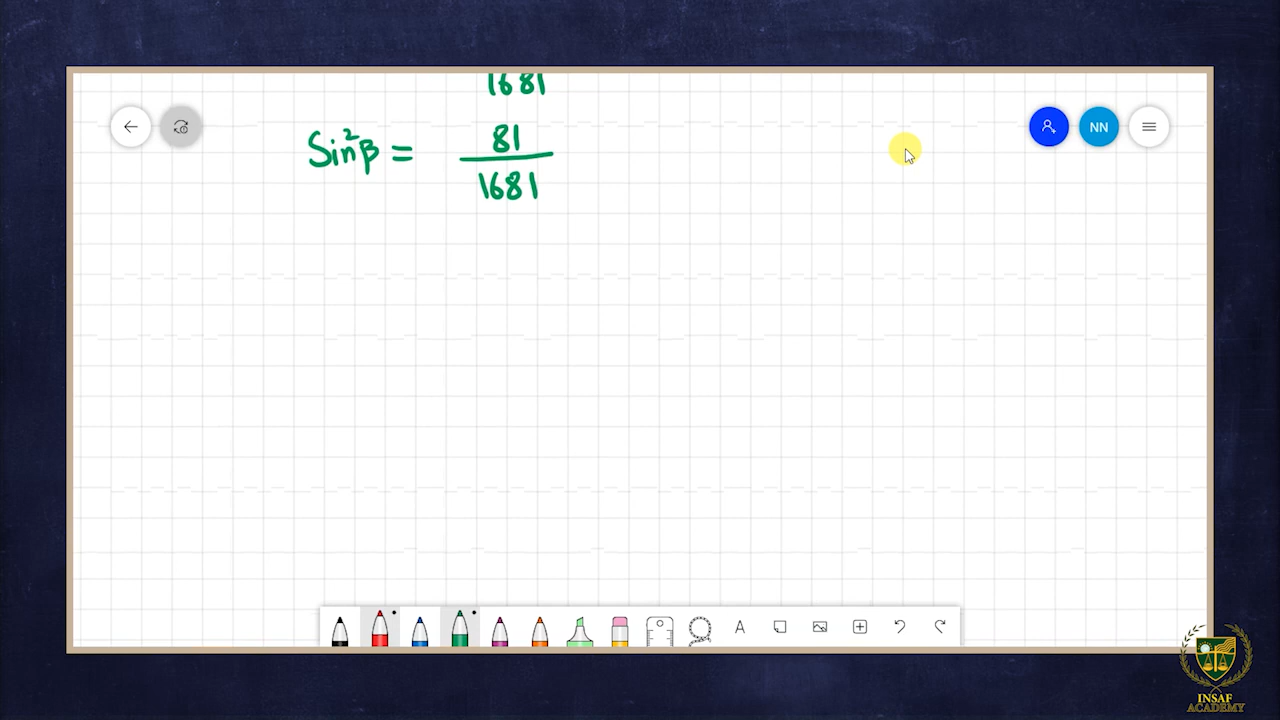 1681
Sin²β = 81/1681
NN
A
INSAF
ACADEMY